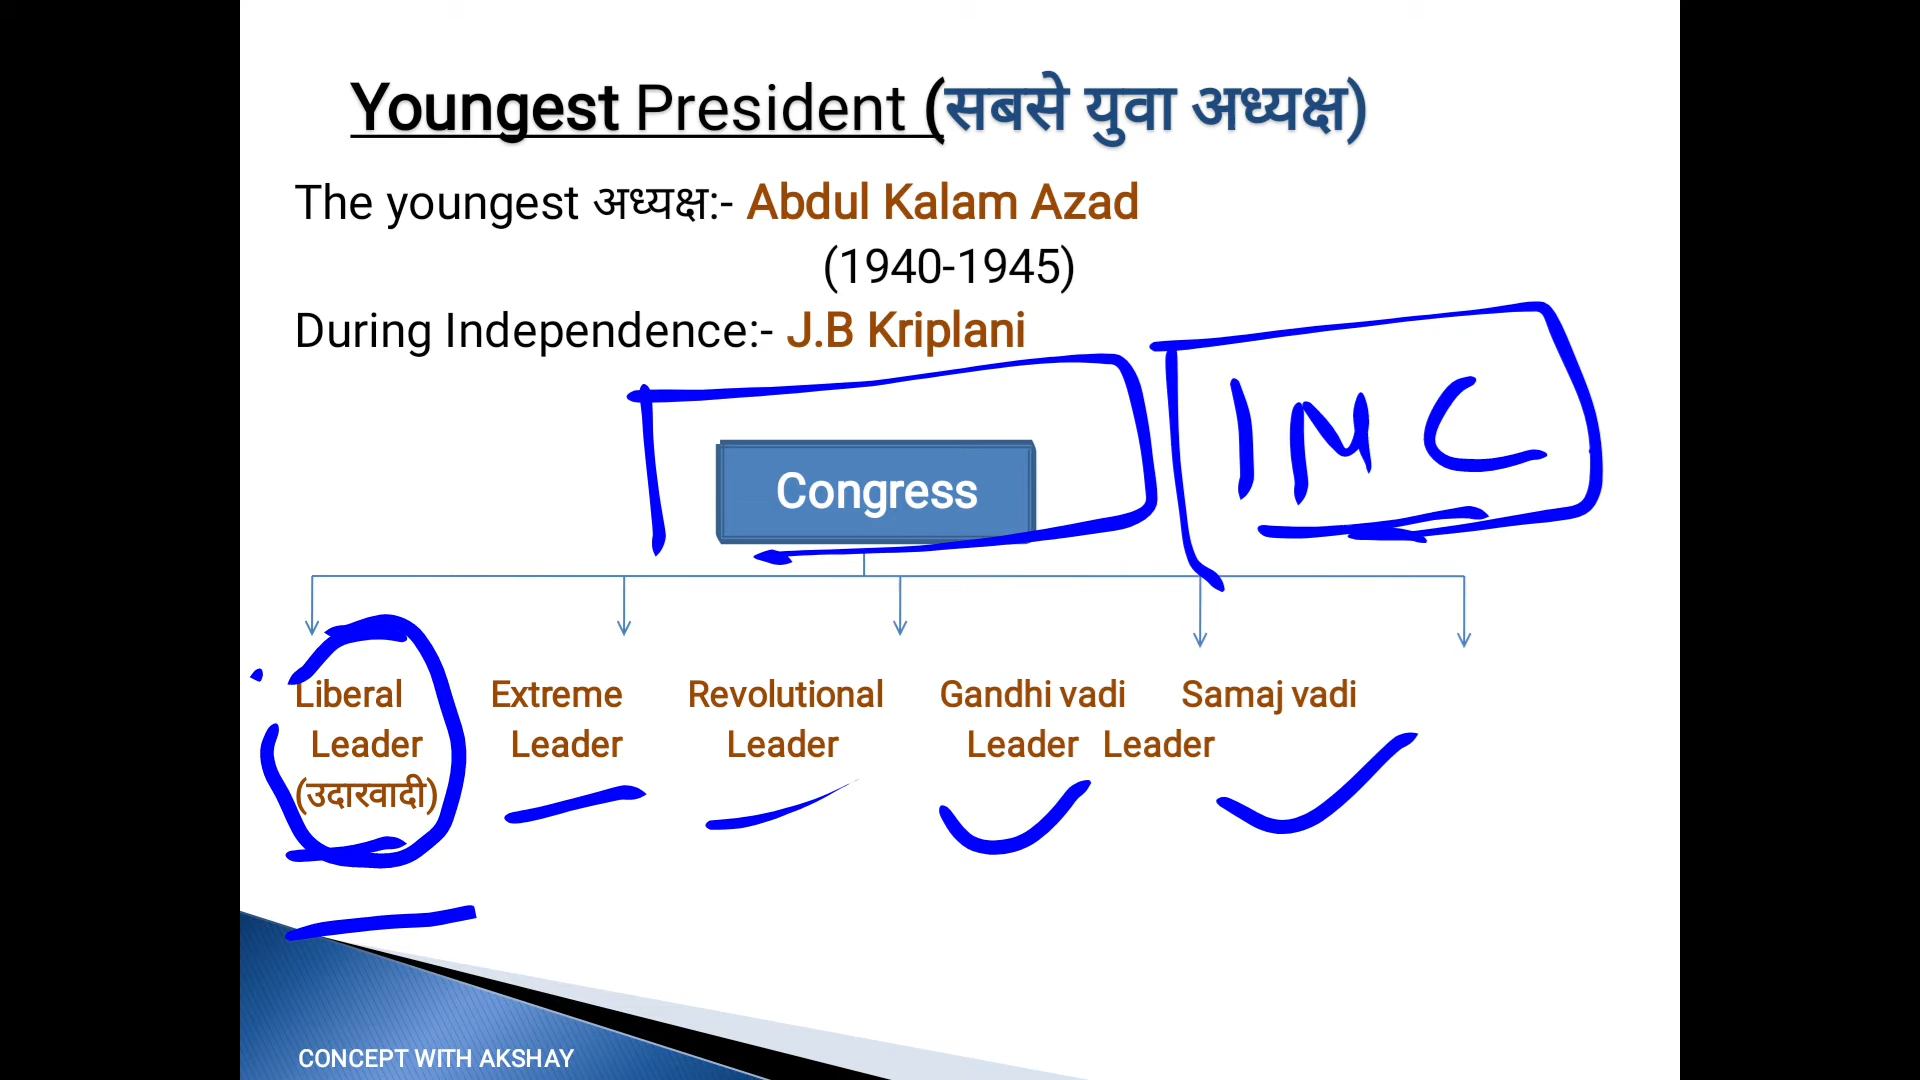 Youngest President (सबसे युवा अध्यक्ष)
The youngest अध्यक्ष:- Abdul Kalam Azad
(1940-1945)
During Independence:- J.B Kriplani
INC
Congress
Liberal Extreme Revolutional Gandhi vadi Samaj vadi
Leader Leader Leader Leader Leader
(उदारवादी)
CONCEPT WITH AKSHAY